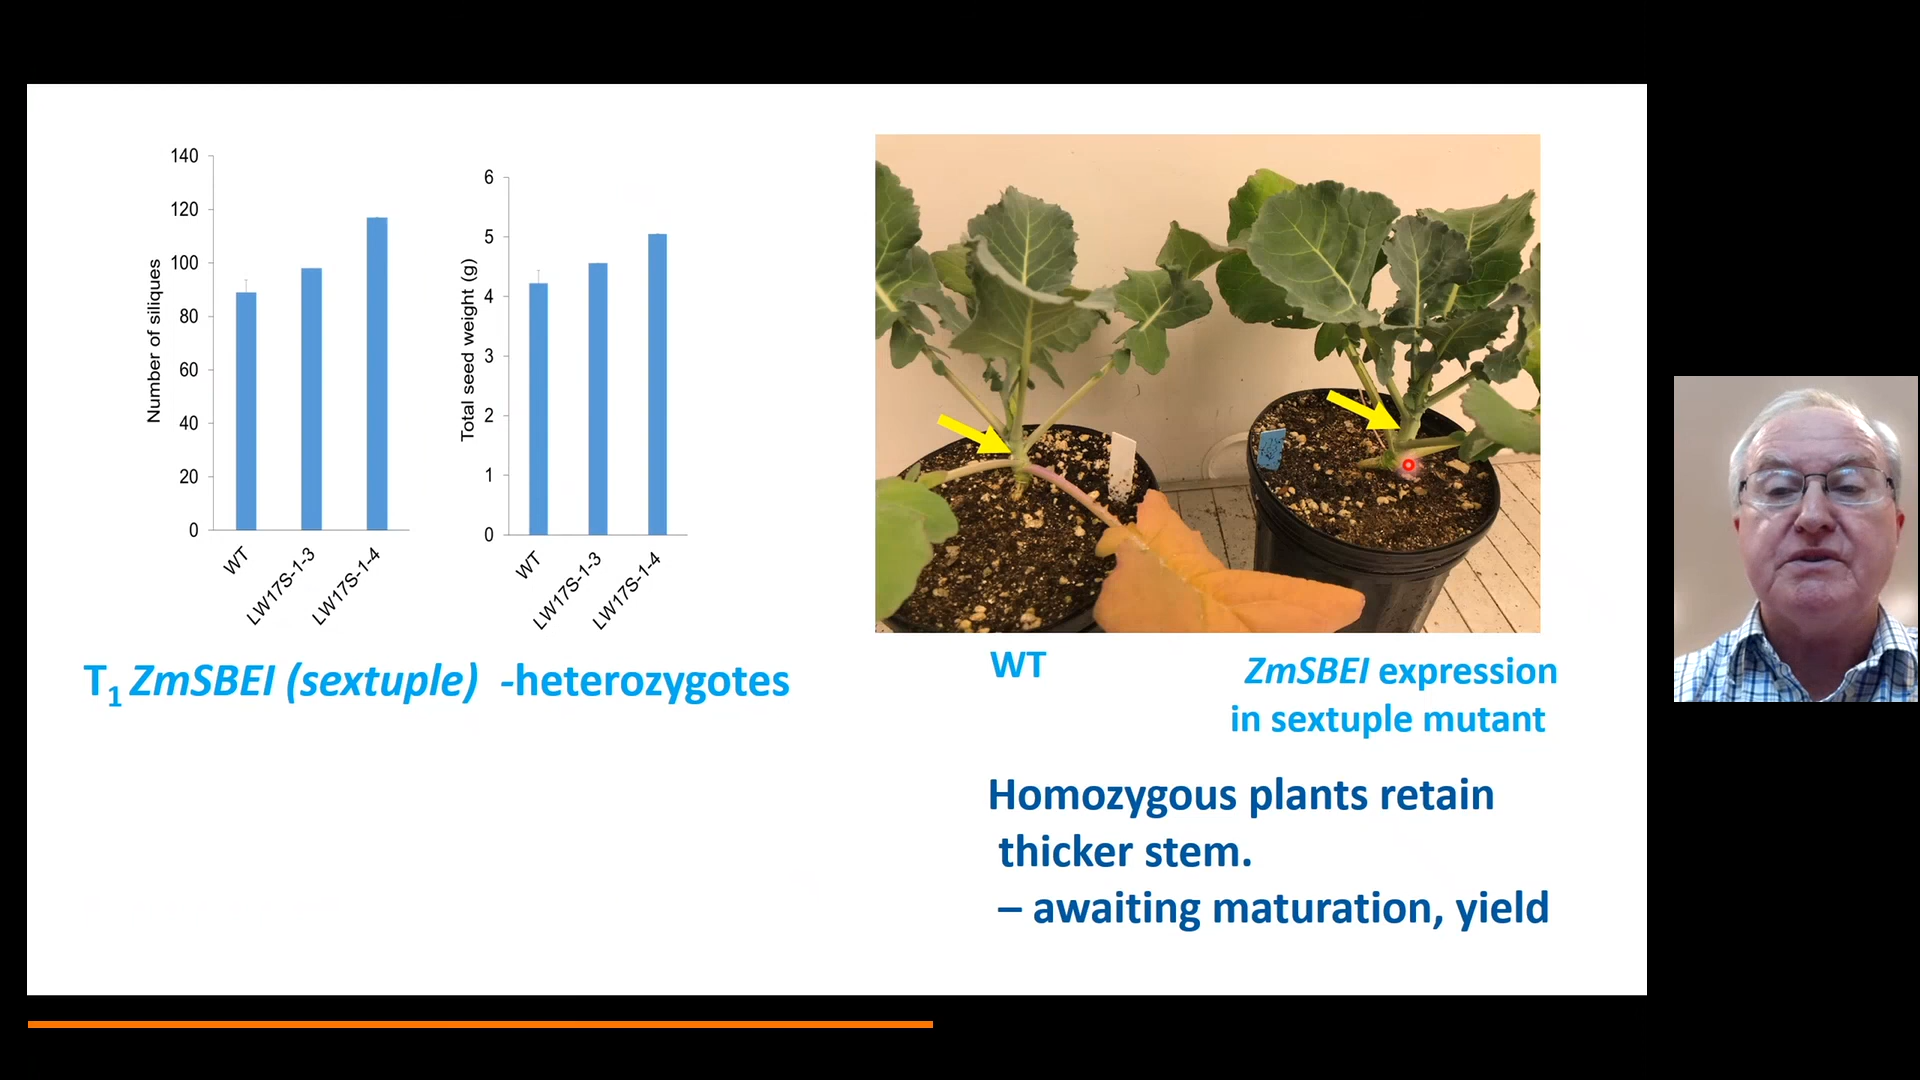 140
120
100
80
60
40
20
0
Number of siliques
WT
LW17S-1-3
LW17S-1-4
6
5
4
3
2
1
0
Total seed weight (g)
WT
LW17S-1-3
LW17S-1-4
T1 ZmSBEI (sextuple) -heterozygotes
WT
ZmSBEI expression
in sextuple mutant
Homozygous plants retain
thicker stem.
– awaiting maturation, yield